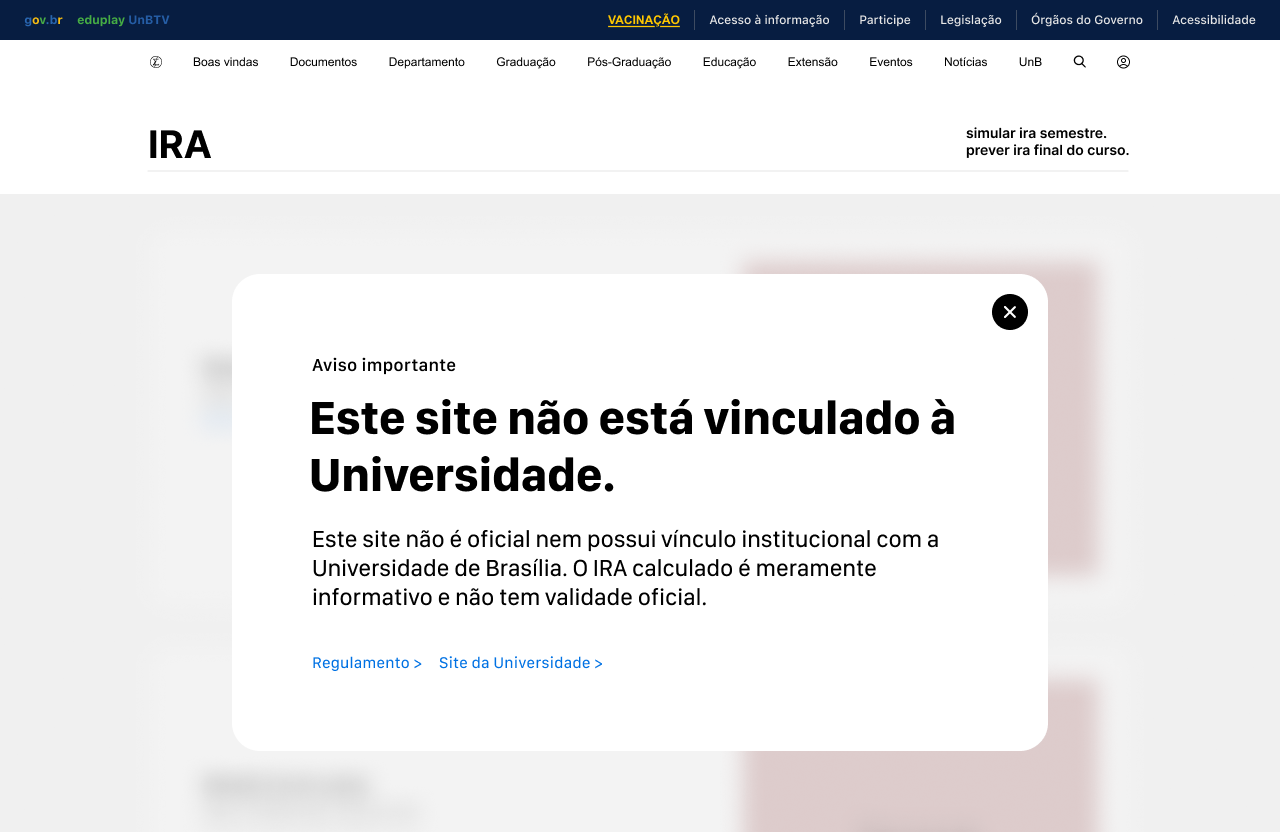 gov.br eduplay UnBTV VACINAÇÃO Acesso à informação Participe Legislação Órgãos do Governo Acessibilidade
Boas vindas Documentos Departamento Graduação Pós-Graduação Educação Extensão Eventos Notícias UnB
IRA
simular ira semestre.
prever ira final do curso.
Aviso importante
Este site não está vinculado à
Universidade.
Este site não é oficial nem possui vínculo institucional com a
Universidade de Brasília. O IRA calculado é meramente
informativo e não tem validade oficial.
Regulamento > Site da Universidade >